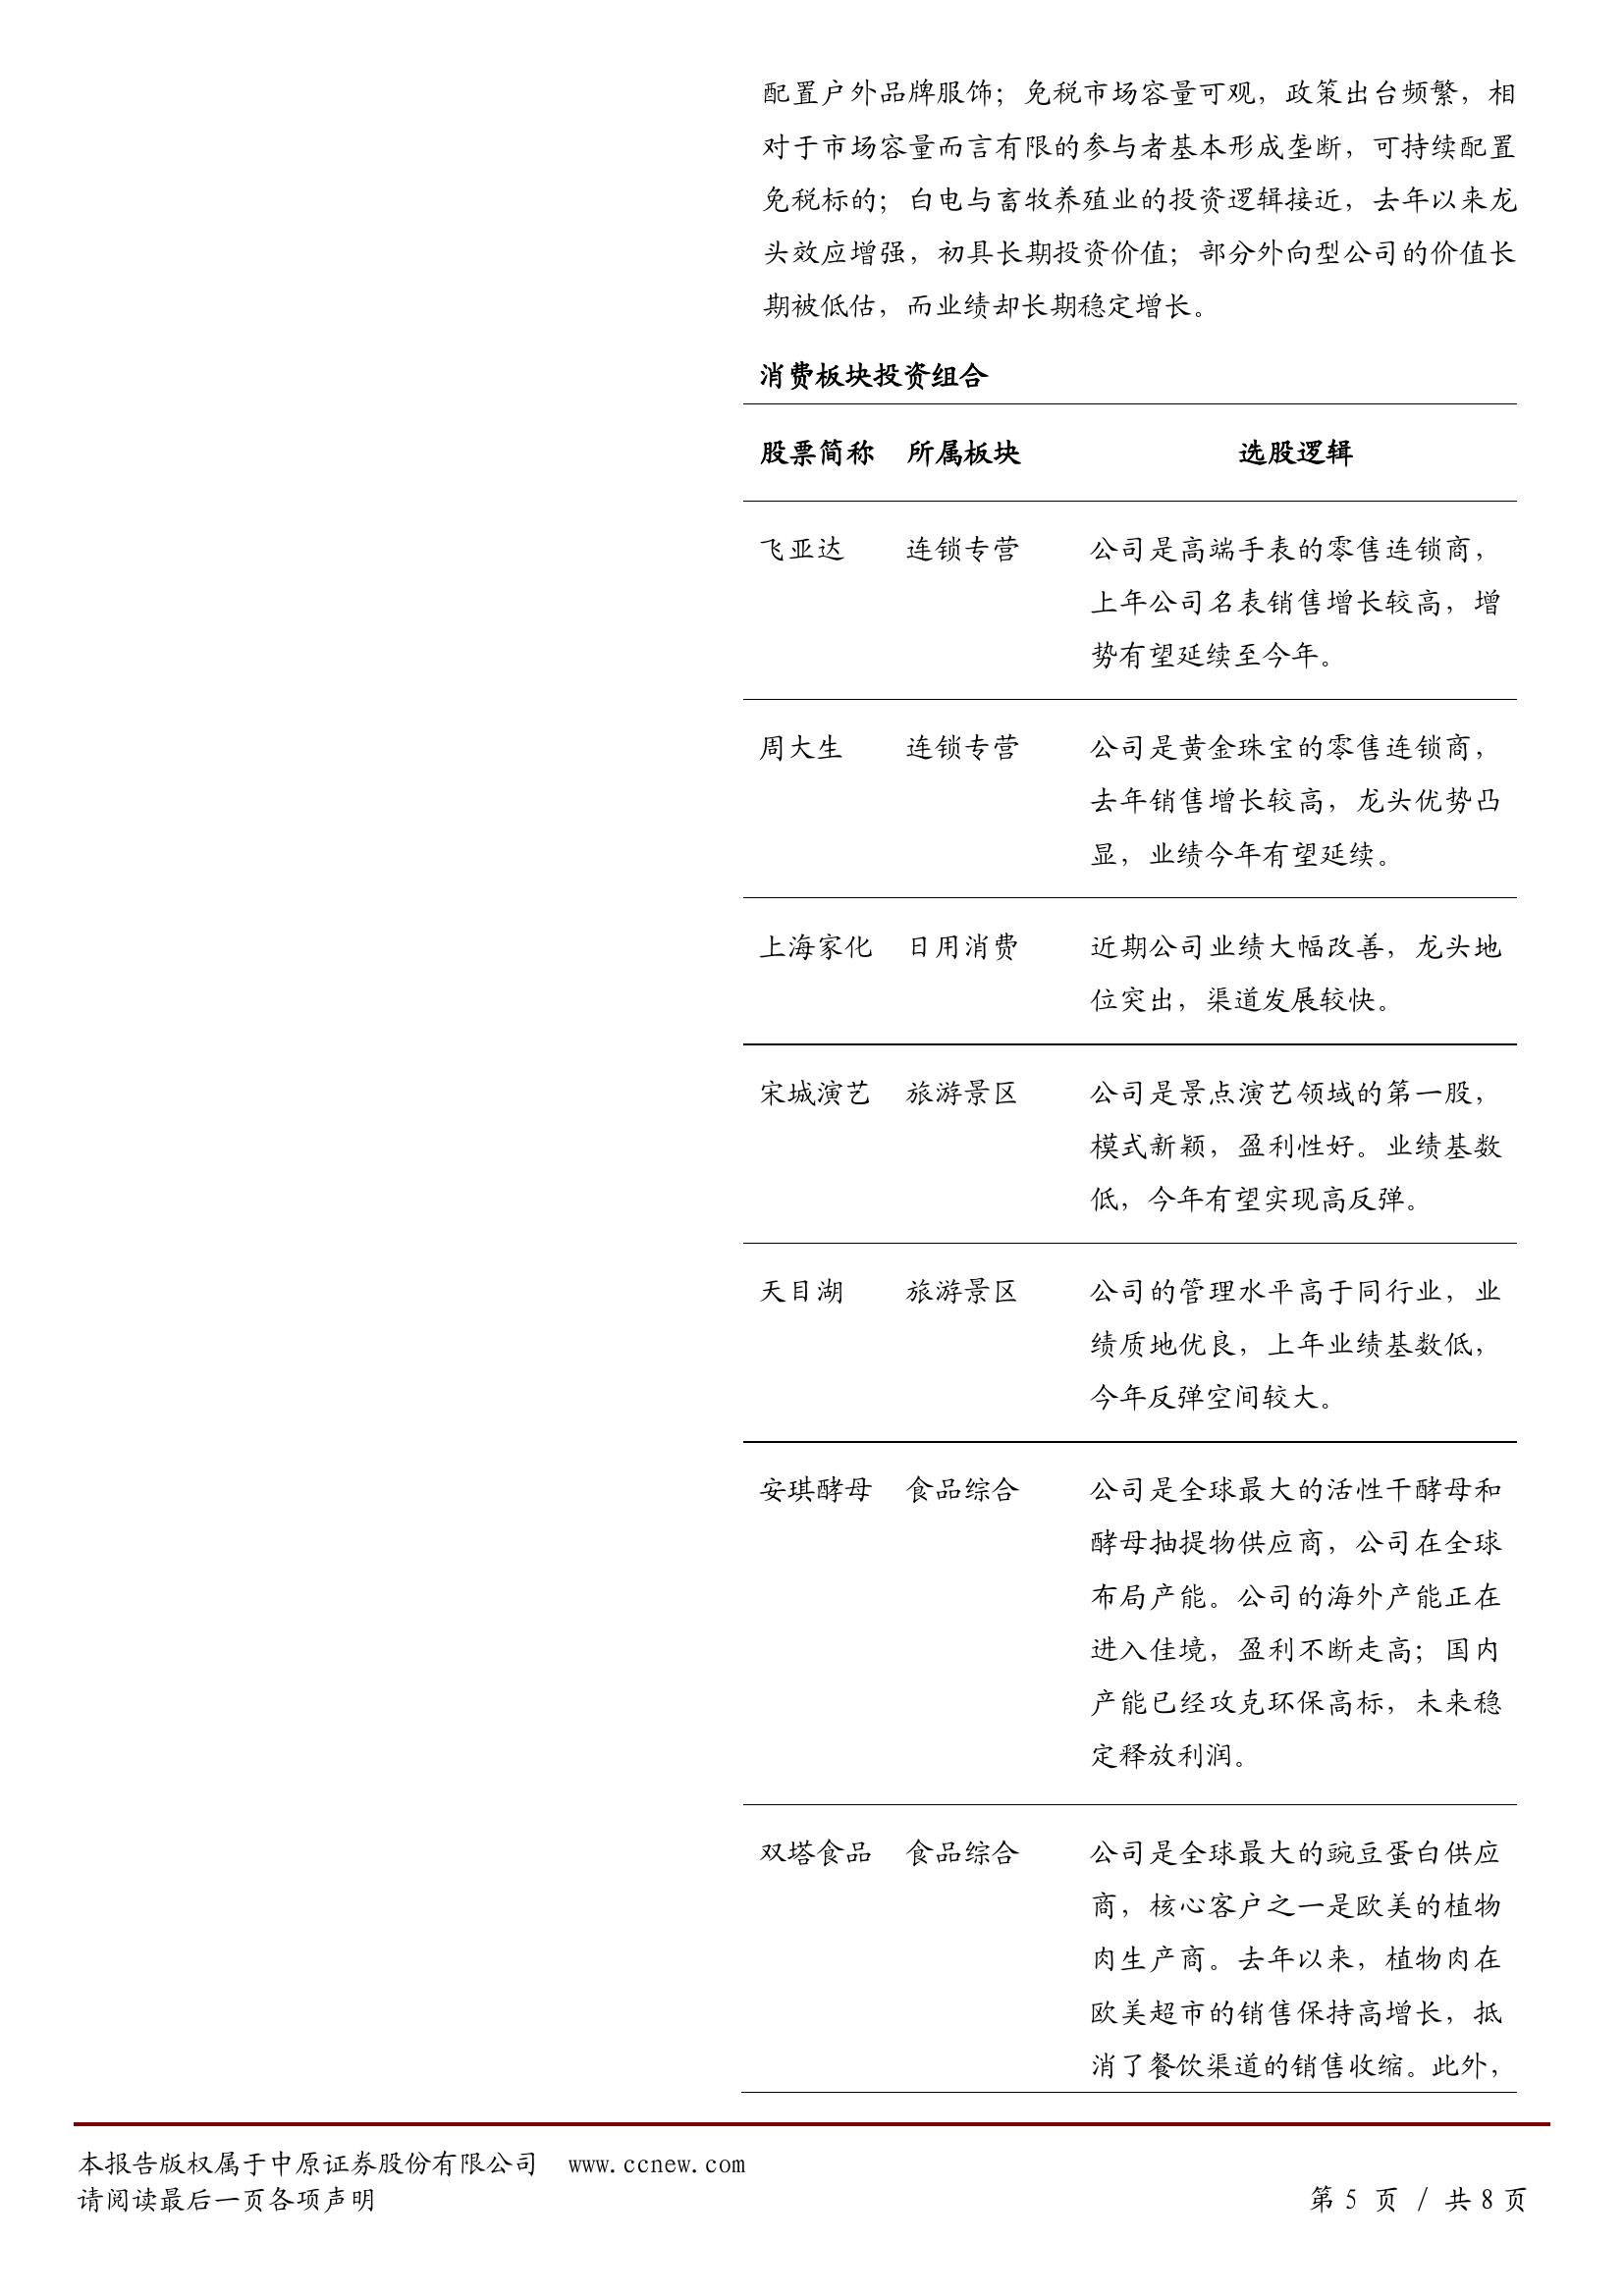 配置户外品牌服饰；免税市场容量可观，政策出台频繁，相
对于市场容量而言有限的参与者基本形成垄断，可持续配置
免税标的；白电与畜牧养殖业的投资逻辑接近，去年以来龙
头效应增强，初具长期投资价值；部分外向型公司的价值长
期被低估，而业绩却长期稳定增长。
消费板块投资组合
股票简称 所属板块 选股逻辑
飞亚达 连锁专营 公司是高端手表的零售连锁商，
上年公司名表销售增长较高，增
势有望延续至今年。
周大生 连锁专营 公司是黄金珠宝的零售连锁商，
去年销售增长较高，龙头优势凸
显，业绩今年有望延续。
上海家化 日用消费 近期公司业绩大幅改善，龙头地
位突出，渠道发展较快。
宋城演艺 旅游景区 公司是景点演艺领域的第一股，
模式新颖，盈利性好。业绩基数
低，今年有望实现高反弹。
天目湖 旅游景区 公司的管理水平高于同行业，业
绩质地优良，上年业绩基数低，
今年反弹空间较大。
安琪酵母 食品综合 公司是全球最大的活性干酵母和
酵母抽提物供应商，公司在全球
布局产能。公司的海外产能正在
进入佳境，盈利不断走高；国内
产能已经攻克环保高标，未来稳
定释放利润。
双塔食品 食品综合 公司是全球最大的豌豆蛋白供应
商，核心客户之一是欧美的植物
肉生产商。去年以来，植物肉在
欧美超市的销售保持高增长，抵
消了餐饮渠道的销售收缩。此外，
本报告版权属于中原证券股份有限公司 www.ccnew.com
请阅读最后一页各项声明 第 5 页 / 共 8 页